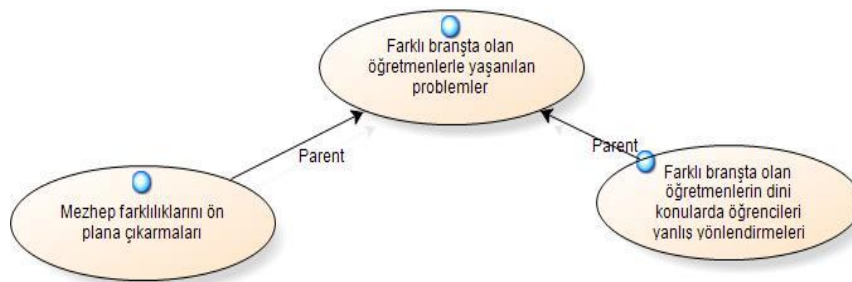 Farklı branşta olan
öğretmenlerle yaşanılan
problemler
Parent
Parent
Mezhep farklılıklarını ön
plana çıkarmaları
Farklı branşta olan
öğretmenlerin dini
konularda öğrencileri
yanlış yönlendirmeleri